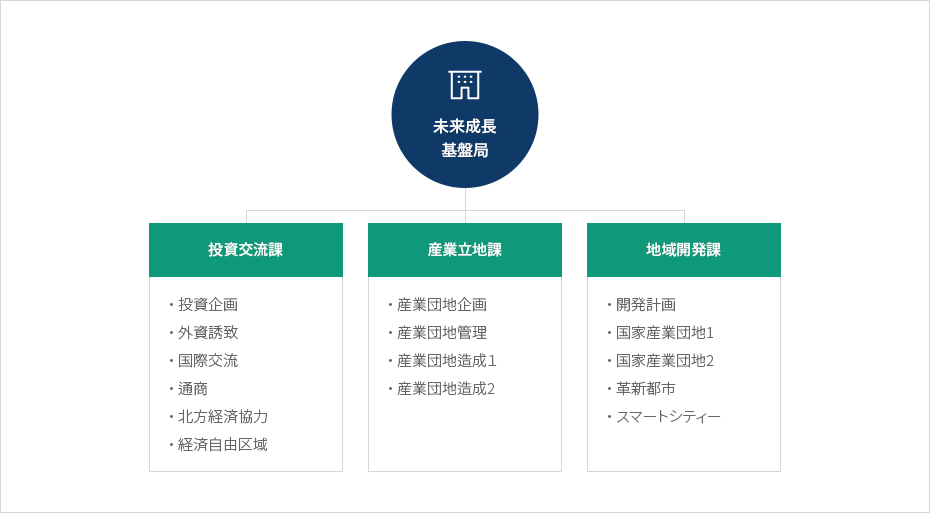 未来成長
基盤局
投資交流課
・投資企画
・外資誘致
・国際交流
・通商
・北方経済協力
・経済自由区域
産業立地課
・産業団地企画
・産業団地管理
・産業団地造成１
・産業団地造成2
地域開発課
・開発計画
・国家産業団地1
・国家産業団地2
・革新都市
・スマートシティー